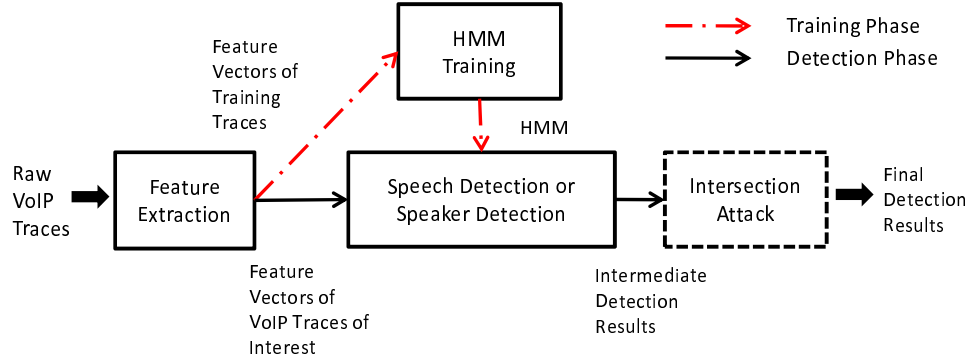 Feature
Vectors of
Training
Traces
HMM
Training
Training Phase
Detection Phase
HMM
Raw
VoIP
Traces
Feature
Extraction
Speech Detection or
Speaker Detection
Intersection
Attack
Final
Detection
Results
Feature
Vectors of
VoIP Traces of
Interest
Intermediate
Detection
Results